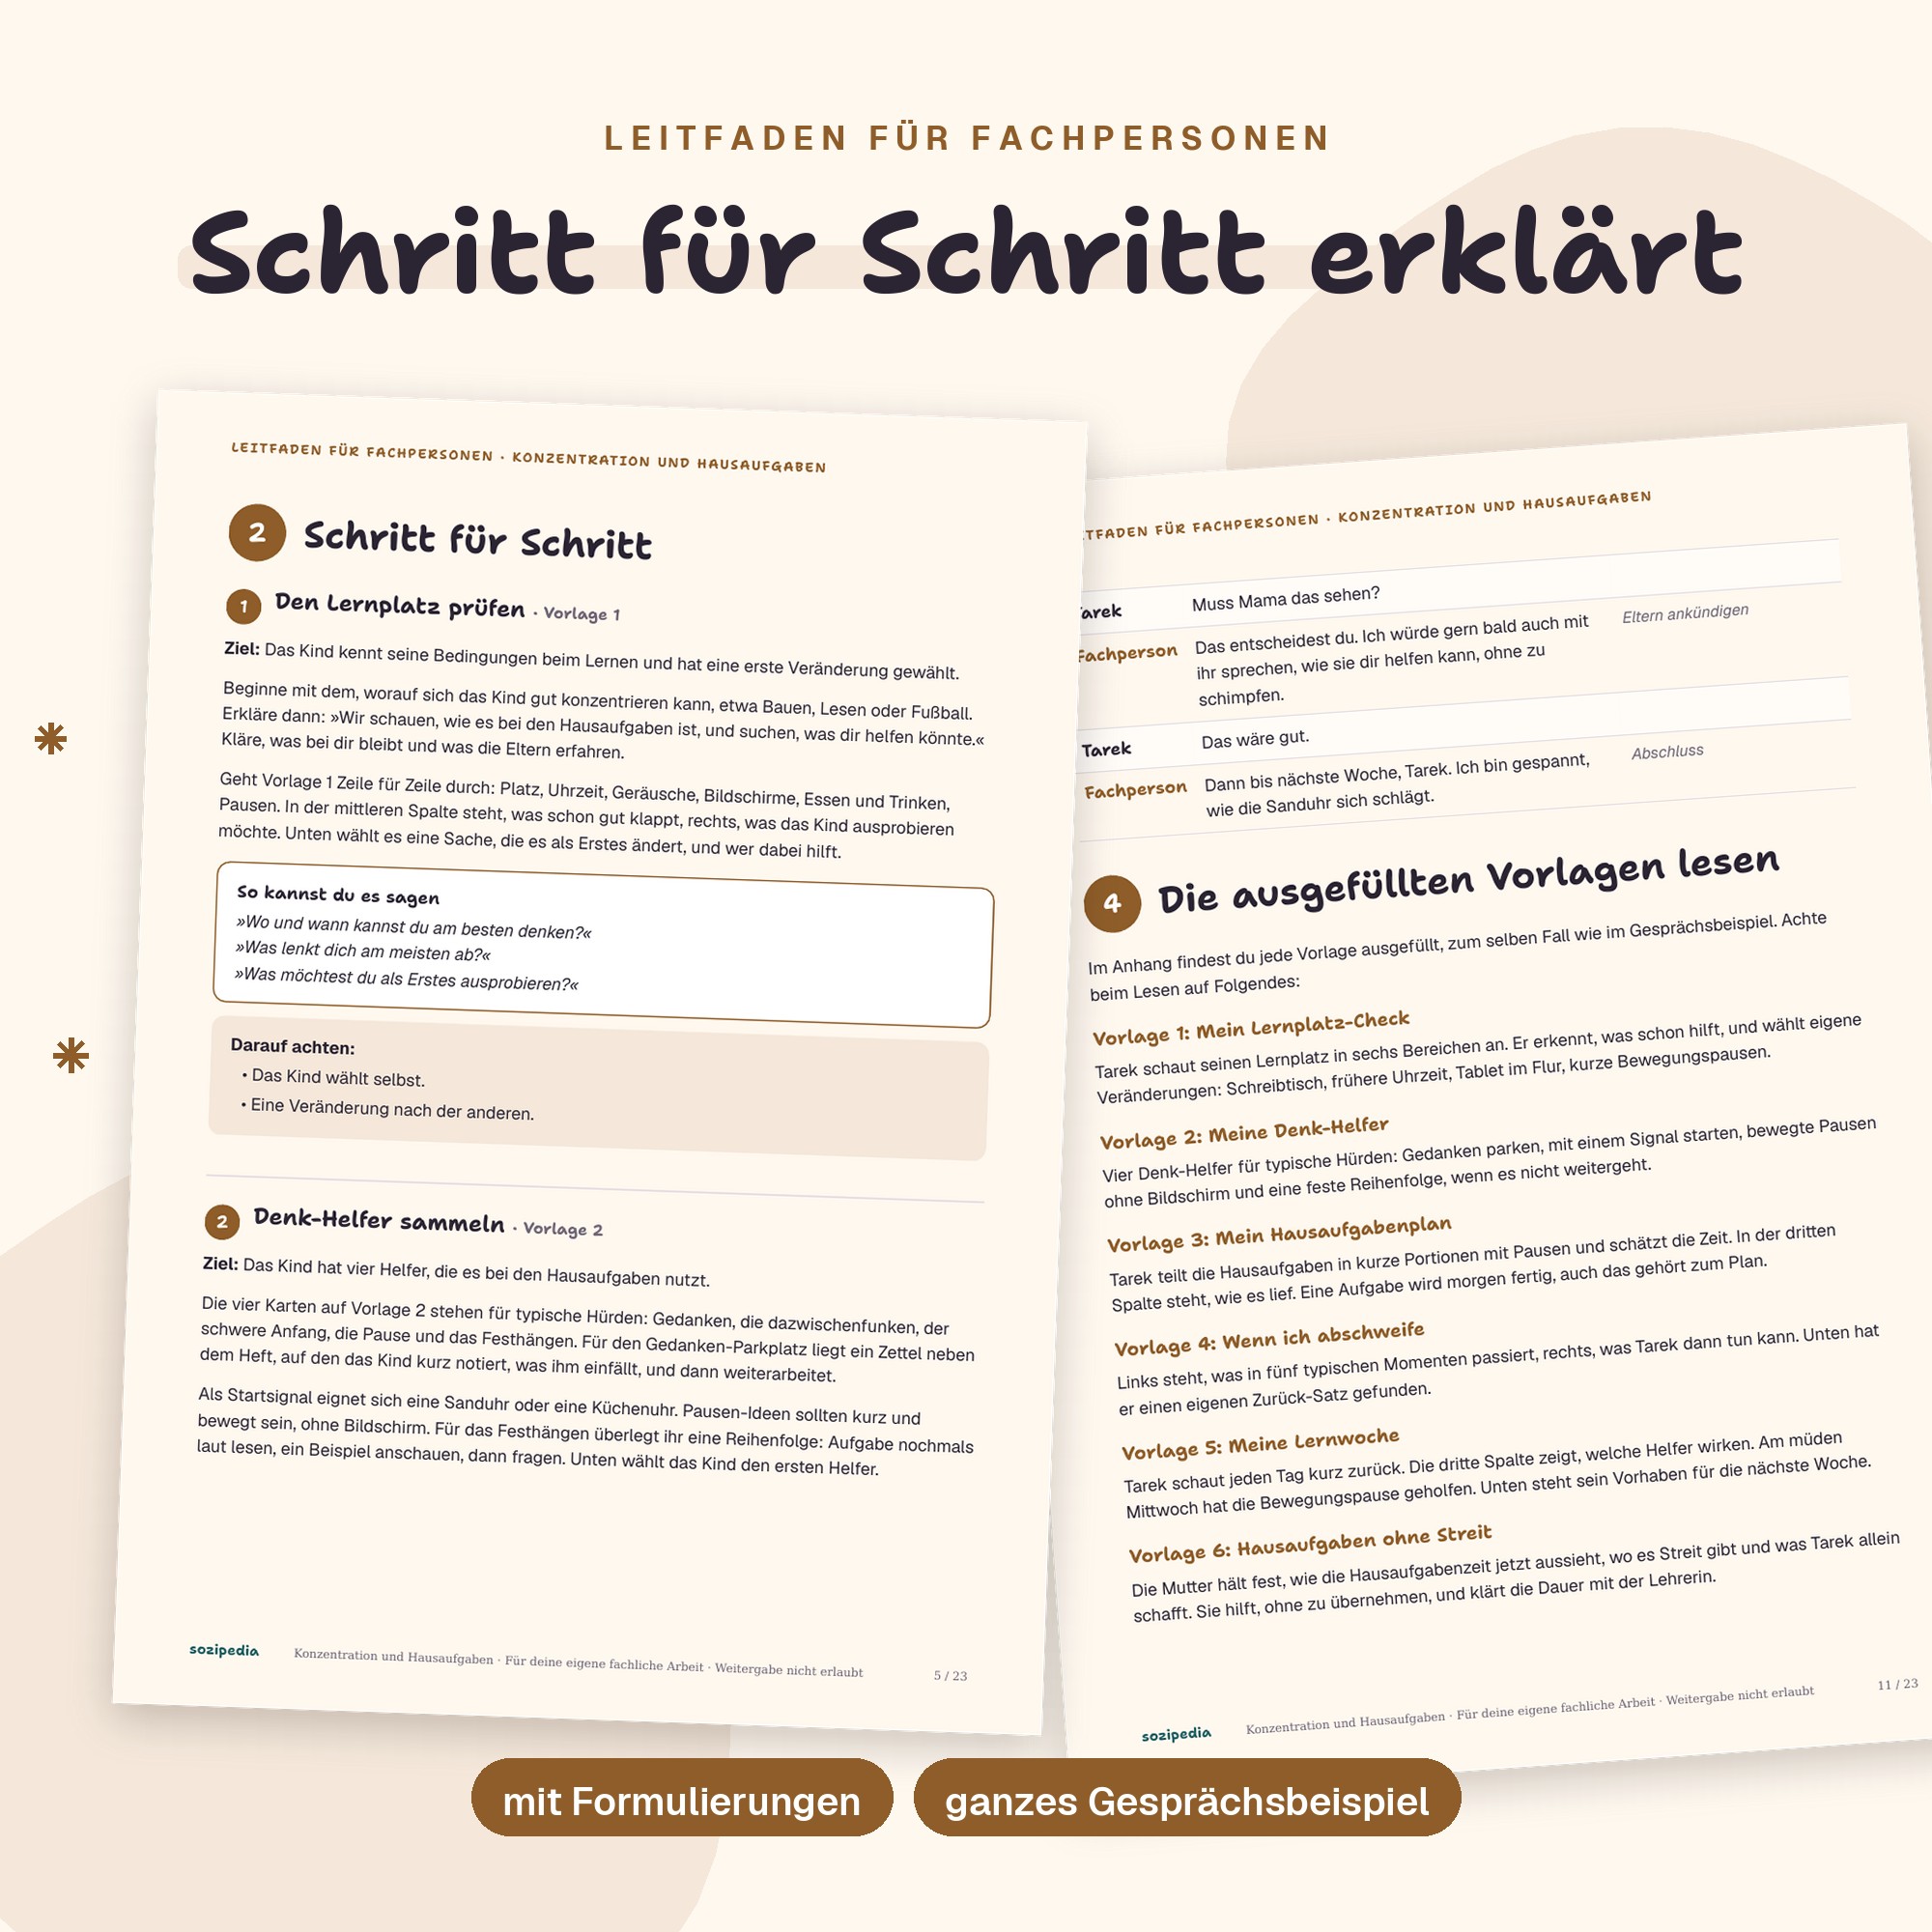 LEITFADEN FÜR FACHPERSONEN
Schritt für Schritt erklärt
LEITFADEN FÜR FACHPERSONEN · KONZENTRATION UND HAUSAUFGABEN
2 Schritt für Schritt
1 Den Lernplatz prüfen · Vorlage 1
Ziel: Das Kind kennt seine Bedingungen beim Lernen und hat eine erste Veränderung gewählt.
Beginne mit dem, worauf sich das Kind gut konzentrieren kann, etwa Bauen, Lesen oder Fußball.
Erkläre dann: »Wir schauen, wie es bei den Hausaufgaben ist, und suchen, was dir helfen könnte.«
Kläre, was bei dir bleibt und was die Eltern erfahren.
Geht Vorlage 1 Zeile für Zeile durch: Platz, Uhrzeit, Geräusche, Bildschirme, Essen und Trinken,
Pausen. In der mittleren Spalte steht, was schon gut klappt, rechts, was das Kind ausprobieren
möchte. Unten wählt es eine Sache, die es als Erstes ändert, und wer dabei hilft.
So kannst du es sagen
»Wo und wann kannst du am besten denken?«
»Was lenkt dich am meisten ab?«
»Was möchtest du als Erstes ausprobieren?«
Darauf achten:
• Das Kind wählt selbst.
• Eine Veränderung nach der anderen.
2 Denk-Helfer sammeln · Vorlage 2
Ziel: Das Kind hat vier Helfer, die es bei den Hausaufgaben nutzt.
Die vier Karten auf Vorlage 2 stehen für typische Hürden: Gedanken, die dazwischenfunken, der
schwere Anfang, die Pause und das Festhängen. Für den Gedanken-Parkplatz liegt ein Zettel neben
dem Heft, auf den das Kind kurz notiert, was ihm einfällt, und dann weiterarbeitet.
Als Startsignal eignet sich eine Sanduhr oder eine Küchenuhr. Pausen-Ideen sollten kurz und
bewegt sein, ohne Bildschirm. Für das Festhängen überlegt ihr eine Reihenfolge: Aufgabe nochmals
laut lesen, ein Beispiel anschauen, dann fragen. Unten wählt das Kind den ersten Helfer.
sozipedia Konzentration und Hausaufgaben · Für deine eigene fachliche Arbeit · Weitergabe nicht erlaubt 5 / 23
TFADEN FÜR FACHPERSONEN · KONZENTRATION UND HAUSAUFGABEN
Tarek Muss Mama das sehen?
Fachperson Das entscheidest du. Ich würde gern bald auch mit Eltern ankündigen
ihr sprechen, wie sie dir helfen kann, ohne zu
schimpfen.
Tarek Das wäre gut.
Fachperson Dann bis nächste Woche, Tarek. Ich bin gespannt, Abschluss
wie die Sanduhr sich schlägt.
4 Die ausgefüllten Vorlagen lesen
Im Anhang findest du jede Vorlage ausgefüllt, zum selben Fall wie im Gesprächsbeispiel. Achte
beim Lesen auf Folgendes:
Vorlage 1: Mein Lernplatz-Check
Tarek schaut seinen Lernplatz in sechs Bereichen an. Er erkennt, was schon hilft, und wählt eigene
Veränderungen: Schreibtisch, frühere Uhrzeit, Tablet im Flur, kurze Bewegungspausen.
Vorlage 2: Meine Denk-Helfer
Vier Denk-Helfer für typische Hürden: Gedanken parken, mit einem Signal starten, bewegte Pausen
ohne Bildschirm und eine feste Reihenfolge, wenn es nicht weitergeht.
Vorlage 3: Mein Hausaufgabenplan
Tarek teilt die Hausaufgaben in kurze Portionen mit Pausen und schätzt die Zeit. In der dritten
Spalte steht, wie es lief. Eine Aufgabe wird morgen fertig, auch das gehört zum Plan.
Vorlage 4: Wenn ich abschweife
Links steht, was in fünf typischen Momenten passiert, rechts, was Tarek dann tun kann. Unten hat
er einen eigenen Zurück-Satz gefunden.
Vorlage 5: Meine Lernwoche
Tarek schaut jeden Tag kurz zurück. Die dritte Spalte zeigt, welche Helfer wirken. Am müden
Mittwoch hat die Bewegungspause geholfen. Unten steht sein Vorhaben für die nächste Woche.
Vorlage 6: Hausaufgaben ohne Streit
Die Mutter hält fest, wie die Hausaufgabenzeit jetzt aussieht, wo es Streit gibt und was Tarek allein
schafft. Sie hilft, ohne zu übernehmen, und klärt die Dauer mit der Lehrerin.
sozipedia Konzentration und Hausaufgaben · Für deine eigene fachliche Arbeit · Weitergabe nicht erlaubt 11 / 23
mit Formulierungen
ganzes Gesprächsbeispiel